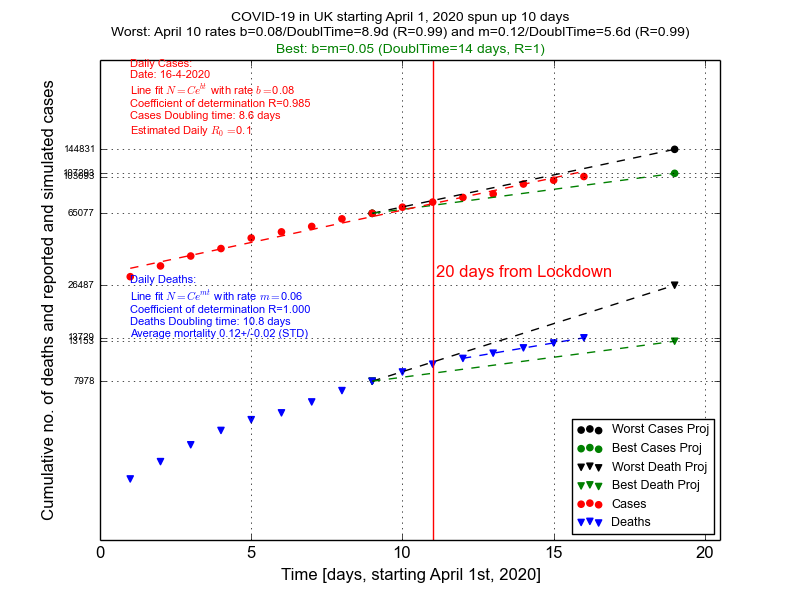 COVID-19 in UK starting April 1, 2020 spun up 10 days
Worst: April 10 rates b=0.08/DoublTime=8.9d (R=0.99) and m=0.12/DoublTime=5.6d (R=0.99)
Best: b=m=0.05 (DoublTime=14 days, R=1)
Daily Cases:
Date: 16-4-2020
Line fit N=Ce^{bt} with rate b=0.08
Coefficient of determination R=0.985
Cases Doubling time: 8.6 days
Estimated Daily R_0=0.1
144831
107293
65077
20 days from Lockdown
Daily Deaths:
26487
Line fit N=Ce^{mt} with rate m=0.06
Coefficient of determination R=1.000
Deaths Doubling time: 10.8 days
Average mortality 0.12+/-0.02 (STD)
13729
13153
7978
Cumulative no. of deaths and reported and simulated cases
Worst Cases Proj
Best Cases Proj
Worst Death Proj
Best Death Proj
Cases
Deaths
0 5 10 15 20
Time [days, starting April 1st, 2020]